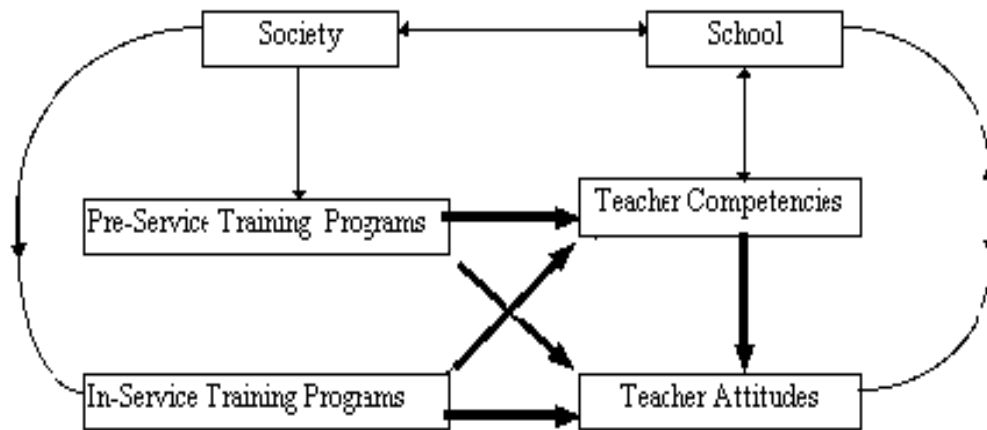 Society
School
Pre-Service Training Programs
Teacher Competencies
In-Service Training Programs
Teacher Attitudes